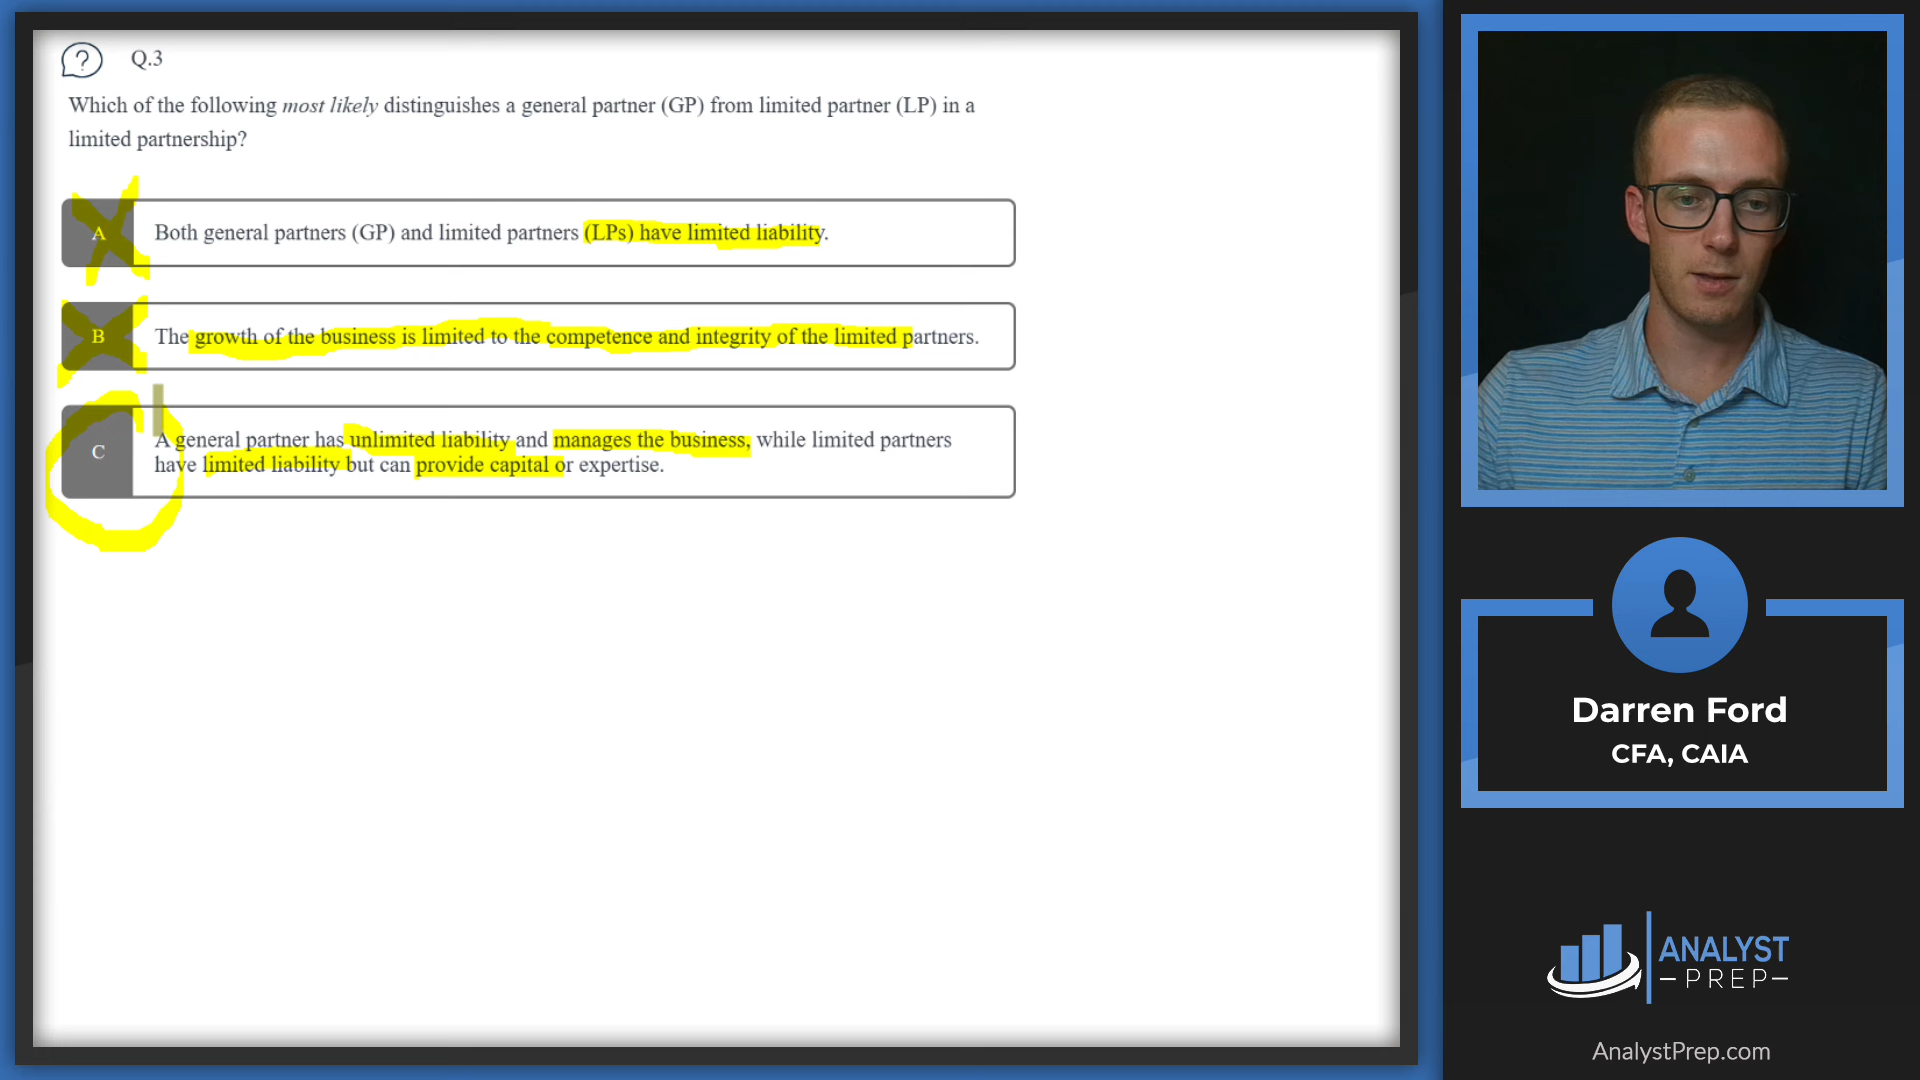 ? Q.3
Which of the following most likely distinguishes a general partner (GP) from limited partner (LP) in a
limited partnership?
A Both general partners (GP) and limited partners (LPs) have limited liability.
B The growth of the business is limited to the competence and integrity of the limited partners.
C A general partner has unlimited liability and manages the business, while limited partners
have limited liability but can provide capital or expertise.
Darren Ford
CFA, CAIA
ANALYST
PREP
AnalystPrep.com